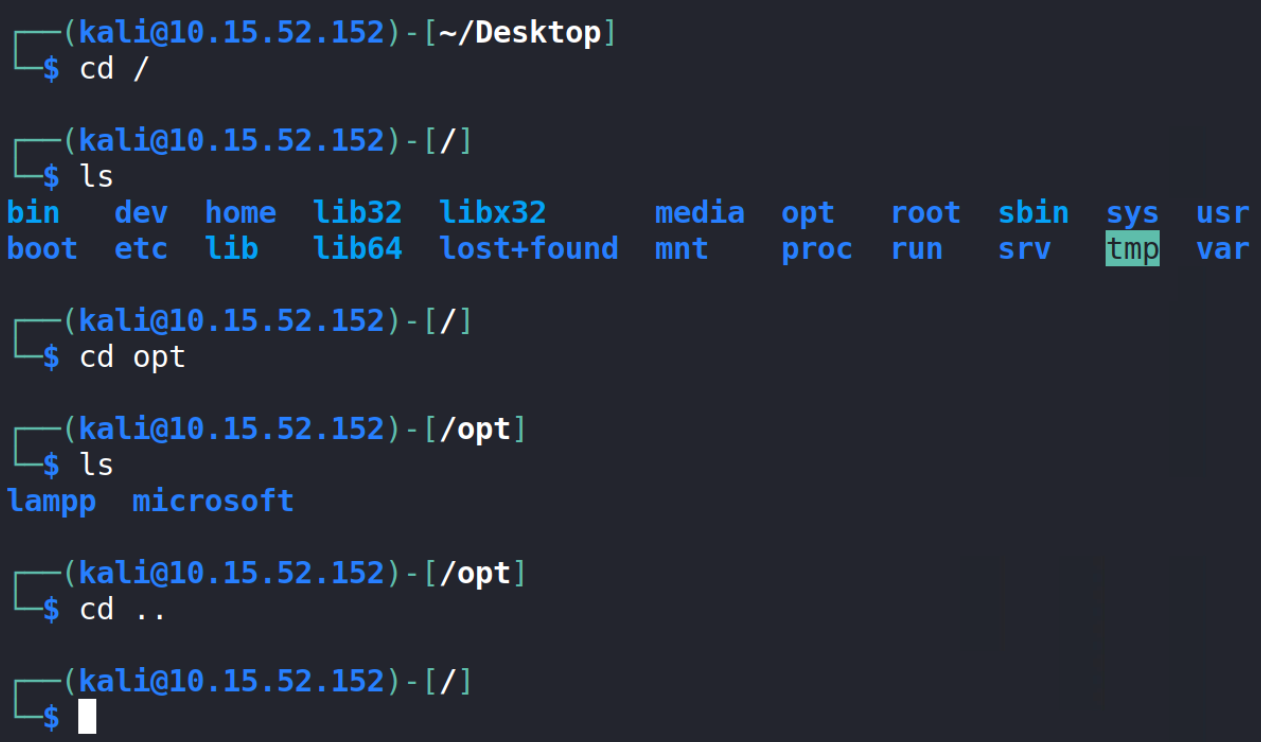 ┌──(kali@10.15.52.152)-[~/Desktop]
└─$ cd /
┌──(kali@10.15.52.152)-[/]
└─$ ls
bin dev home lib32 libx32 media opt root sbin sys usr
boot etc lib lib64 lost+found mnt proc run srv tmp var
┌──(kali@10.15.52.152)-[/]
└─$ cd opt
┌──(kali@10.15.52.152)-[/opt]
└─$ ls
lampp microsoft
┌──(kali@10.15.52.152)-[/opt]
└─$ cd ..
┌──(kali@10.15.52.152)-[/]
└─$